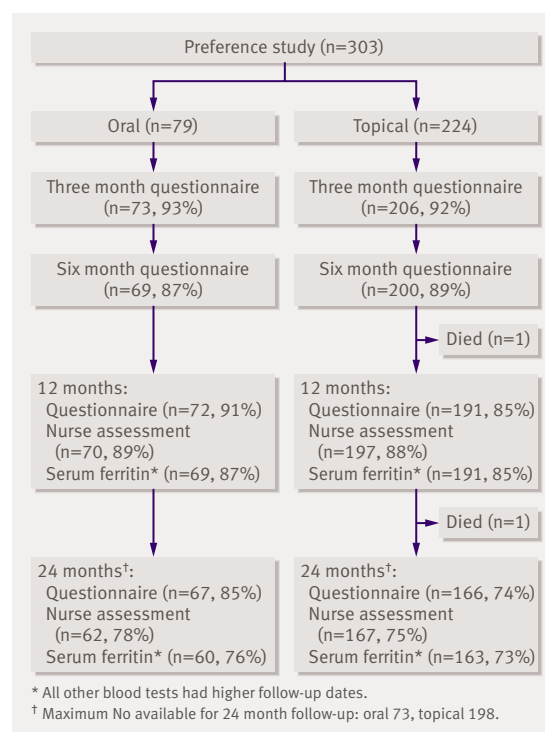 Preference study (n=303)
Oral (n=79)
Topical (n=224)
Three month questionnaire
(n=73, 93%)
Three month questionnaire
(n=206, 92%)
Six month questionnaire
(n=69, 87%)
Six month questionnaire
(n=200, 89%)
Died (n=1)
12 months:
Questionnaire (n=72, 91%)
Nurse assessment
(n=70, 89%)
Serum ferritin* (n=69, 87%)
12 months:
Questionnaire (n=191, 85%)
Nurse assessment
(n=197, 88%)
Serum ferritin* (n=191, 85%)
Died (n=1)
24 months†:
Questionnaire (n=67, 85%)
Nurse assessment
(n=62, 78%)
Serum ferritin* (n=60, 76%)
24 months†:
Questionnaire (n=166, 74%)
Nurse assessment
(n=167, 75%)
Serum ferritin* (n=163, 73%)
* All other blood tests had higher follow-up dates.
† Maximum No available for 24 month follow-up: oral 73, topical 198.